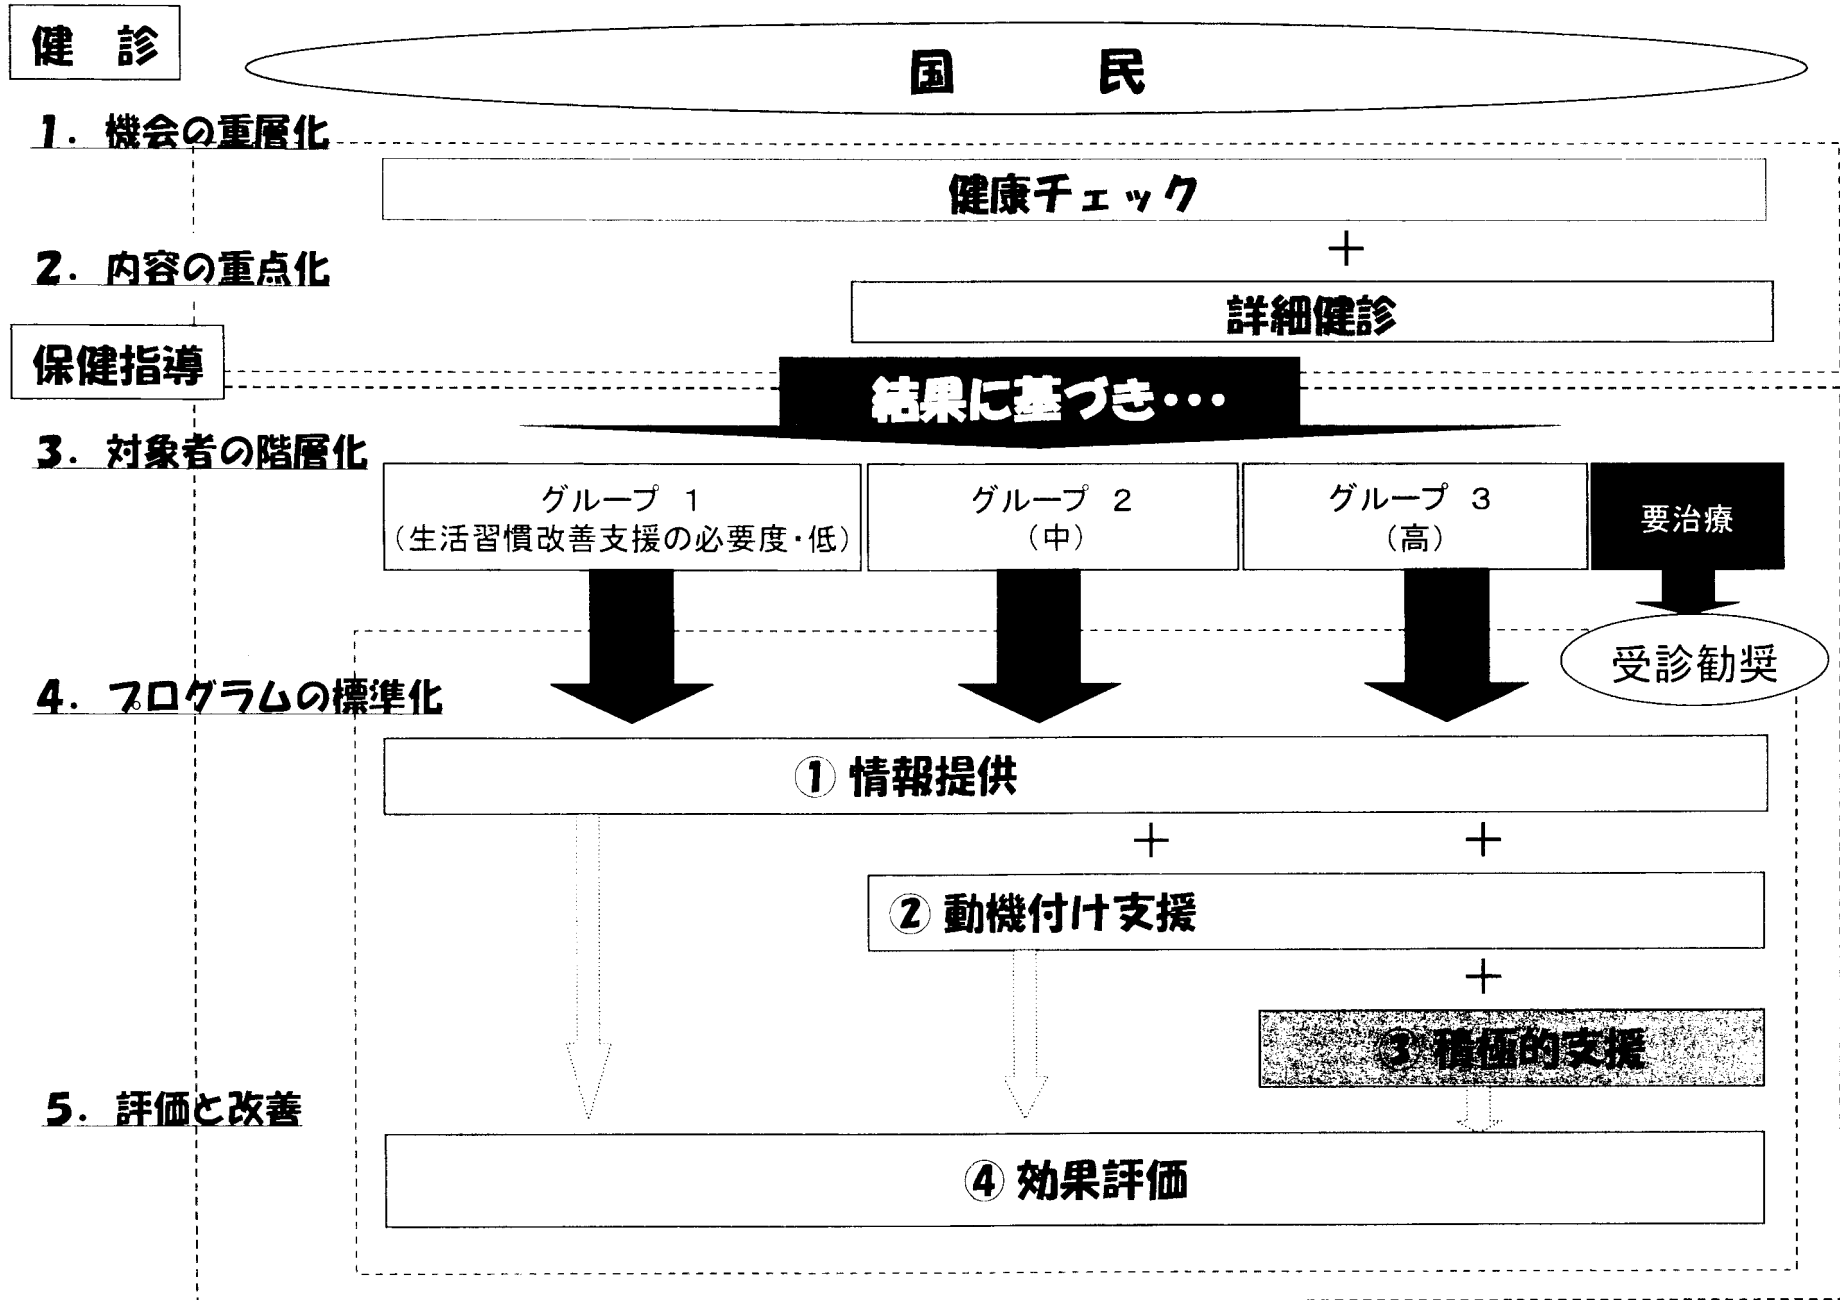 健　診
国　民
1．機会の重層化
健康チェック
＋
2．内容の重点化
詳細健診
保健指導
結果に基づき･･･
3．対象者の階層化
グループ 1
（生活習慣改善支援の必要度・低）
グループ 2
（中）
グループ 3
（高）
要治療
受診勧奨
4．プログラムの標準化
① 情報提供
＋ ＋
② 動機付け支援
＋
③ 積極的支援
5．評価と改善
④ 効果評価